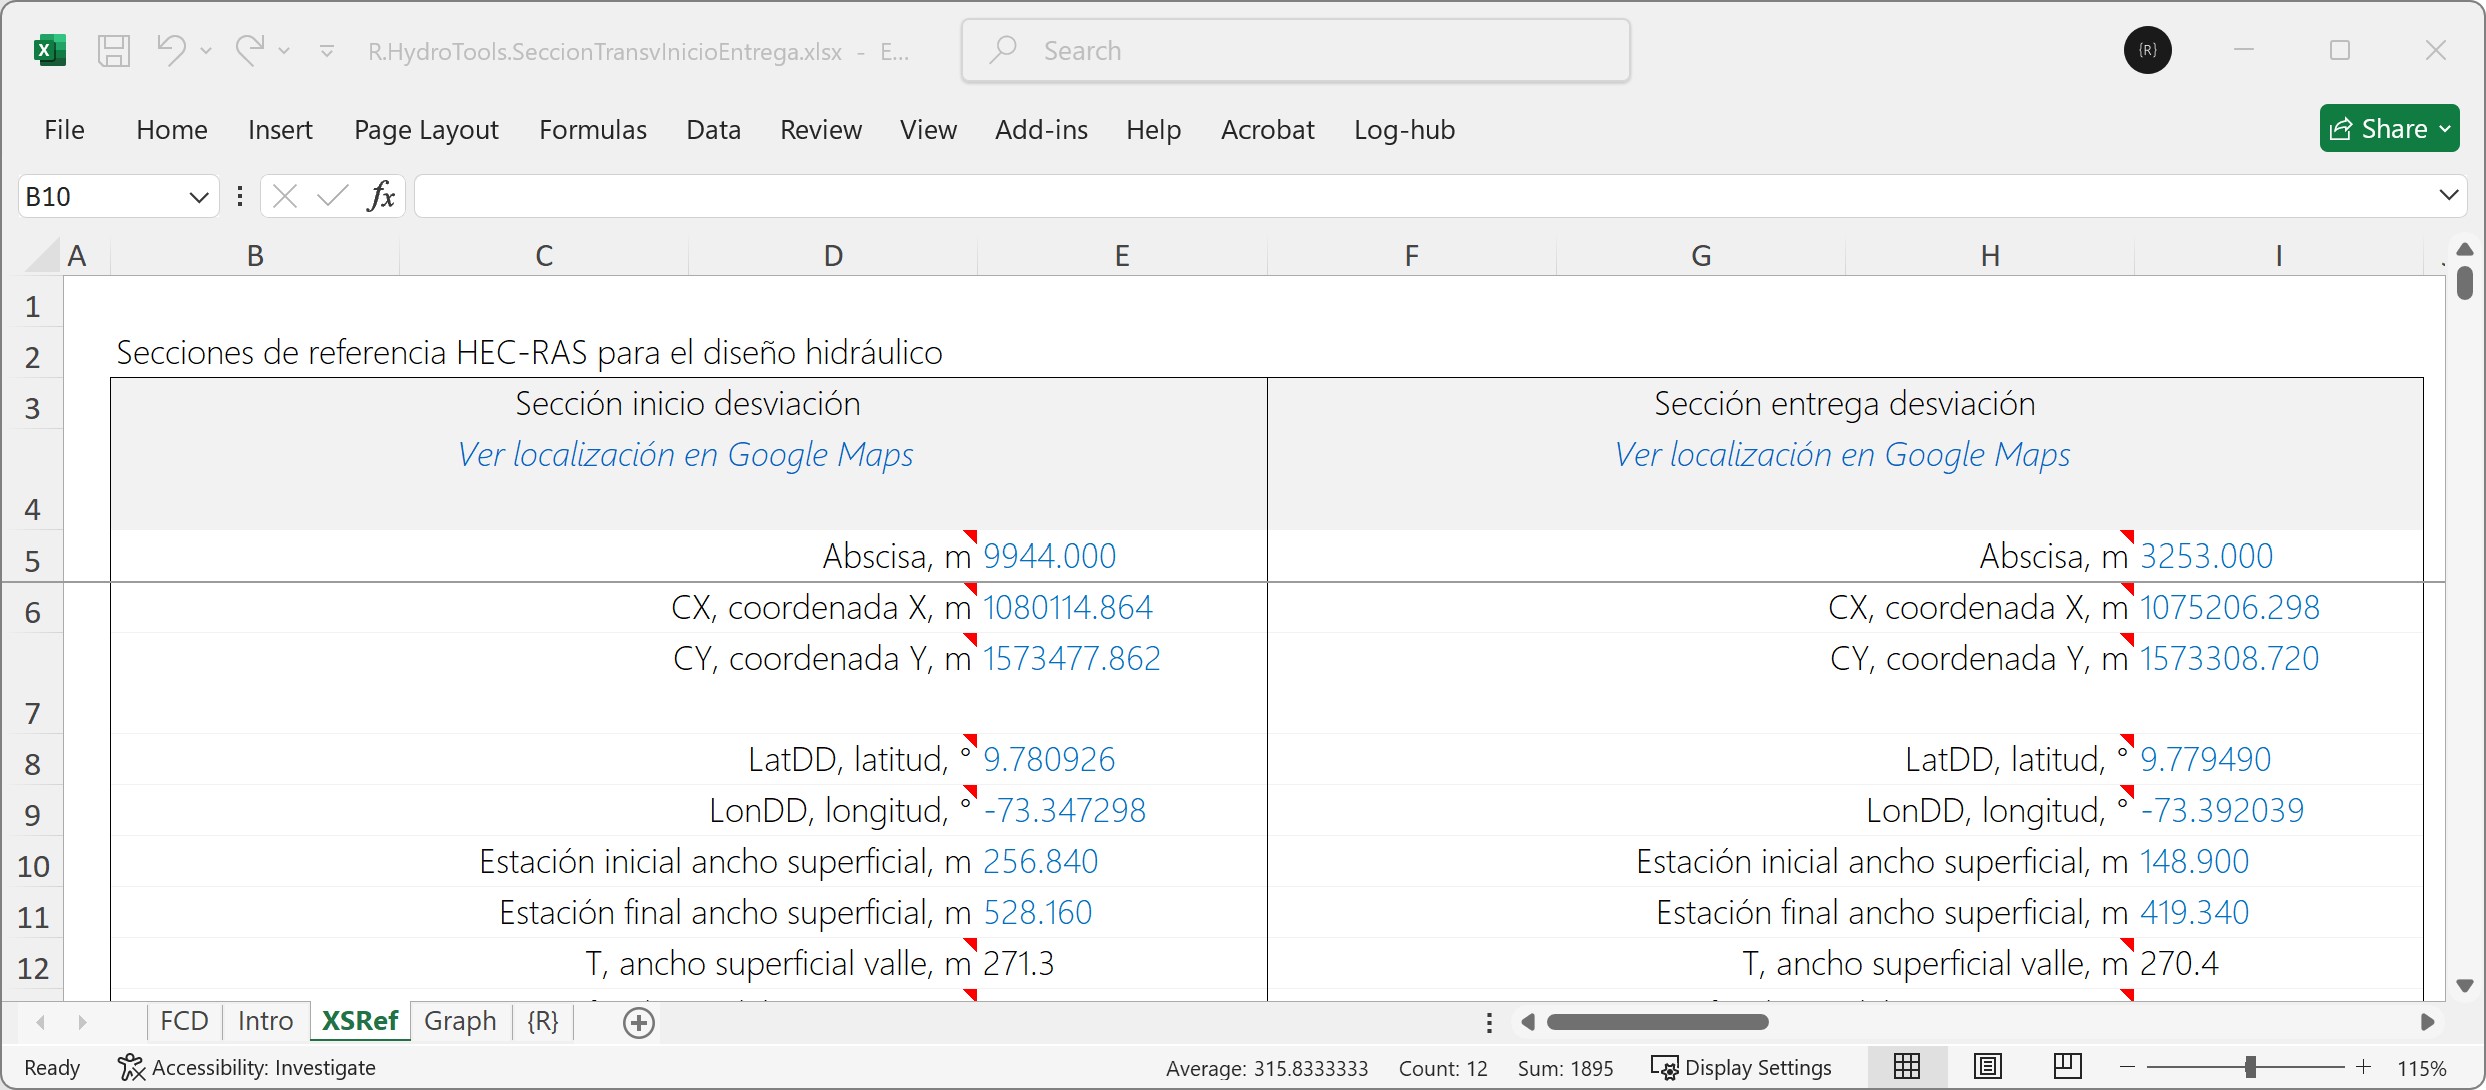 R.HydroTools.SeccionTransvInicioEntrega.xlsx - E...
Search
{R}
File Home Insert Page Layout Formulas Data Review View Add-ins Help Acrobat Log-hub
Share
B10
fx
A B C D E F G H I
1
2 Secciones de referencia HEC-RAS para el diseño hidráulico
3 Sección inicio desviación Sección entrega desviación
Ver localización en Google Maps Ver localización en Google Maps
4
5 Abscisa, m 9944.000 Abscisa, m 3253.000
6 CX, coordenada X, m 1080114.864 CX, coordenada X, m 1075206.298
CY, coordenada Y, m 1573477.862 CY, coordenada Y, m 1573308.720
7
8 LatDD, latitud, ° 9.780926 LatDD, latitud, ° 9.779490
9 LonDD, longitud, ° -73.347298 LonDD, longitud, ° -73.392039
10 Estación inicial ancho superficial, m 256.840 Estación inicial ancho superficial, m 148.900
11 Estación final ancho superficial, m 528.160 Estación final ancho superficial, m 419.340
12 T, ancho superficial valle, m 271.3 T, ancho superficial valle, m 270.4
FCD Intro XSRef Graph {R}
Ready Accessibility: Investigate Average: 315.8333333 Count: 12 Sum: 1895 Display Settings 115%